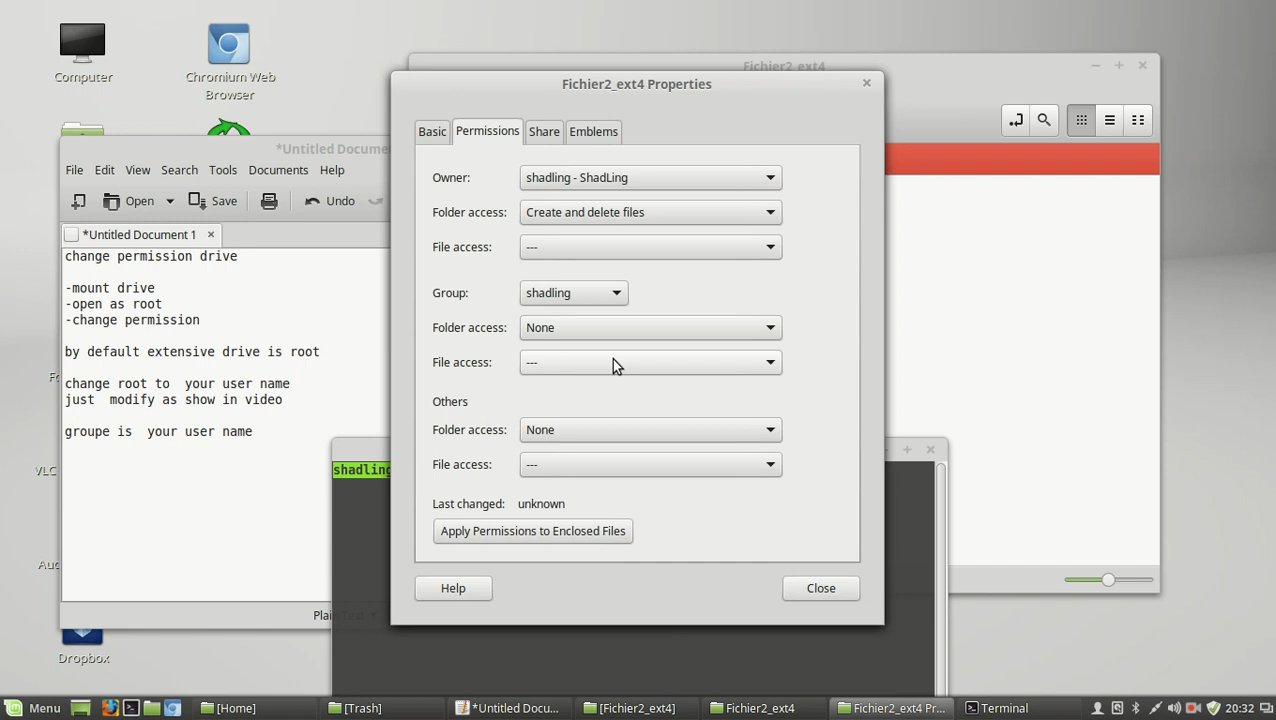 Computer
Chromium Web
Browser
Fichier2_ext4
Fichier2_ext4 Properties
Basic
Permissions
Share
Emblems
Owner:
shadling - ShadLing
Folder access:
Create and delete files
File access:
---
Group:
shadling
Folder access:
None
File access:
---
Others
Folder access:
None
File access:
---
Last changed:
unknown
Apply Permissions to Enclosed Files
Help
Close
*Untitled Docume
File
Edit
View
Search
Tools
Documents
Help
Open
Save
Undo
*Untitled Document 1
change permission drive
-mount drive
-open as root
-change permission
by default extensive drive is root
change root to  your user name
just  modify as show in video
groupe is  your user name
Plain Text
shadling
Fo
VLC
Au
Dropbox
Menu
[Home]
[Trash]
*Untitled Docu...
[Fichier2_ext4]
Fichier2_ext4
Fichier2_ext4 Pr...
Terminal
20:32